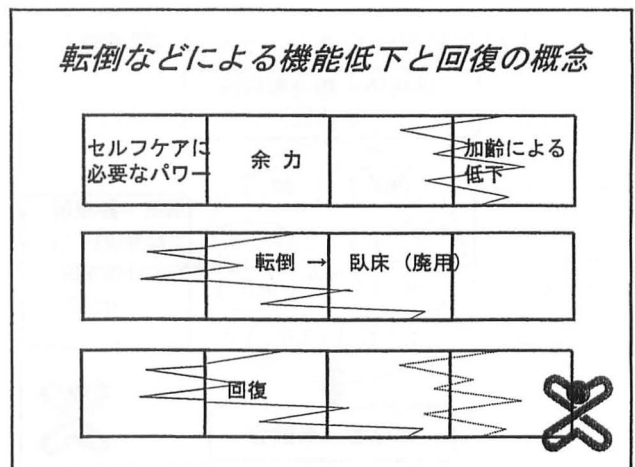 転倒などによる機能低下と回復の概念
セルフケアに
必要なパワー
余 力
加齢による
低下
転倒 → 臥床（廃用）
回復